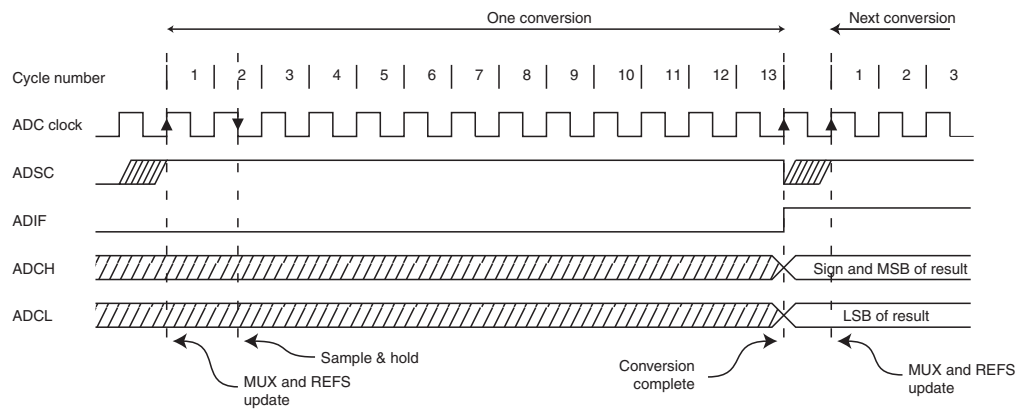 One conversion
Next conversion
Cycle number 1 2 3 4 5 6 7 8 9 10 11 12 13 1 2 3
ADC clock
ADSC
ADIF
ADCH
Sign and MSB of result
ADCL
LSB of result
Sample & hold
MUX and REFS
update
Conversion
complete
MUX and REFS
update